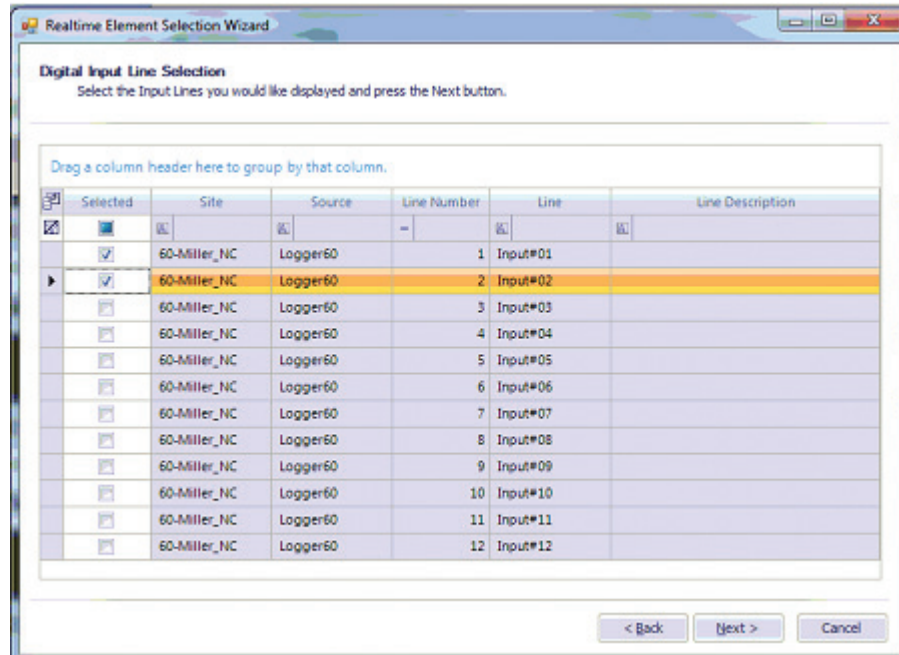 Realtime Element Selection Wizard
Digital Input Line Selection
Select the Input Lines you would like displayed and press the Next button.
Drag a column header here to group by that column.
Selected Site Source Line Number Line Line Description
=
60-Miller_NC Logger60 1 Input#01
60-Miller_NC Logger60 2 Input#02
60-Miller_NC Logger60 3 Input#03
60-Miller_NC Logger60 4 Input#04
60-Miller_NC Logger60 5 Input#05
60-Miller_NC Logger60 6 Input#06
60-Miller_NC Logger60 7 Input#07
60-Miller_NC Logger60 8 Input#08
60-Miller_NC Logger60 9 Input#09
60-Miller_NC Logger60 10 Input#10
60-Miller_NC Logger60 11 Input#11
60-Miller_NC Logger60 12 Input#12
< Back Next > Cancel